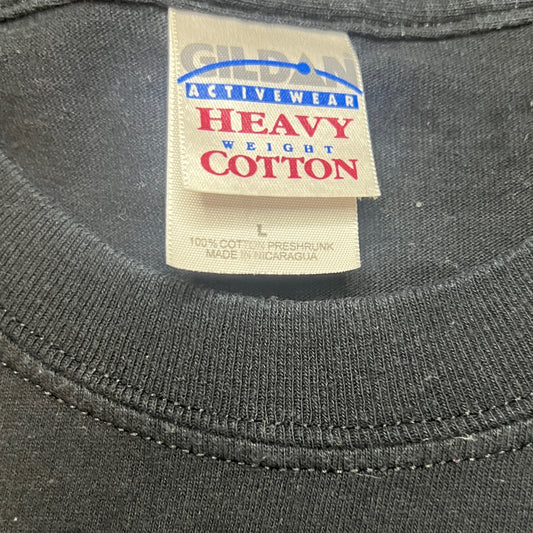 GILDAN
ACTIVEWEAR
HEAVY
WEIGHT
COTTON
L
100% COTTON PRESHRUNK
MADE IN NICARAGUA